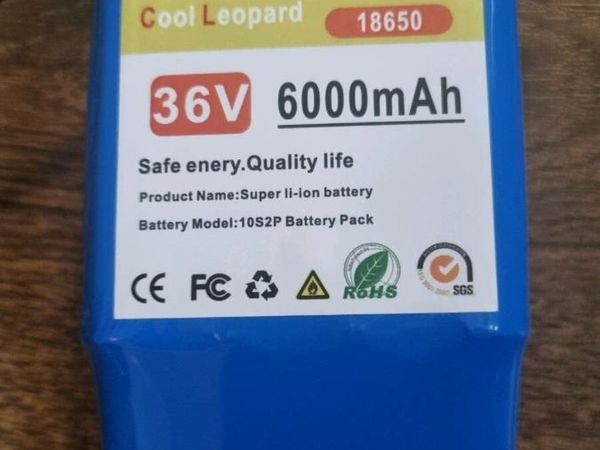 Cool Leopard
18650
36V
6000mAh
Safe enery.Quality life
Product Name:Super li-ion battery
Battery Model:10S2P Battery Pack
CE FC RoHS SGS